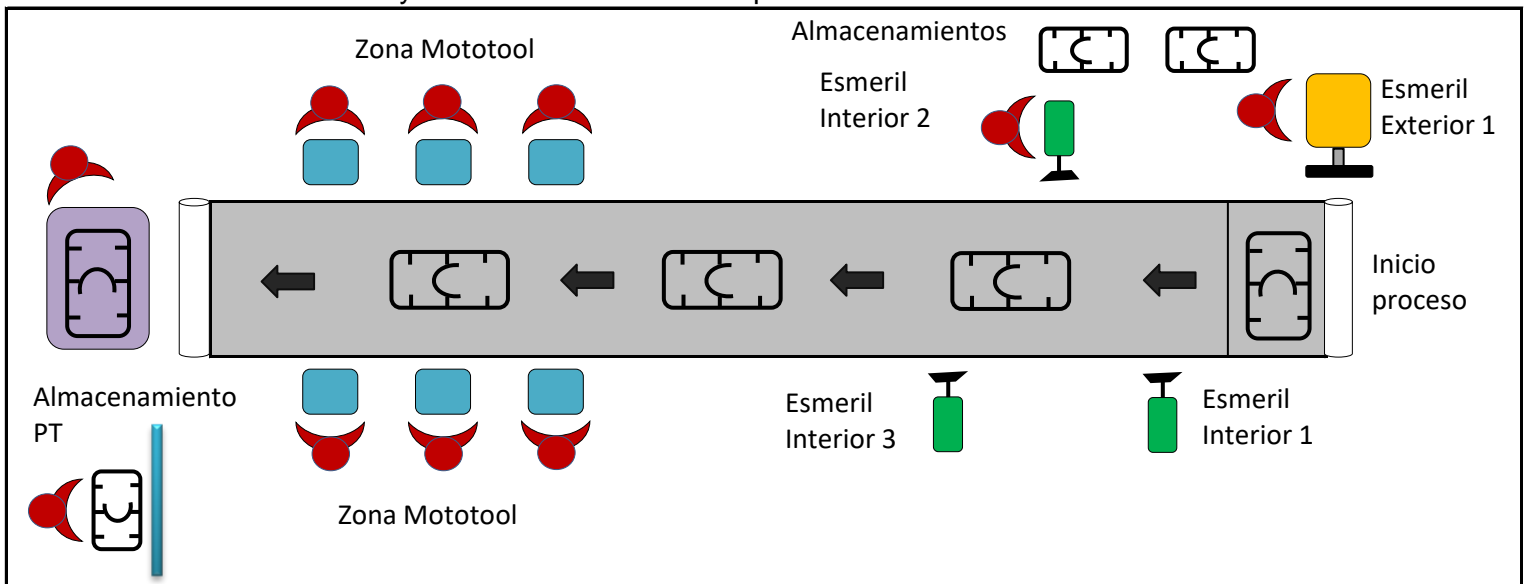 Zona Mototool
Almacenamientos
Esmeril
Interior 2
Esmeril
Exterior 1
Inicio
proceso
Almacenamiento
PT
Esmeril
Interior 3
Esmeril
Interior 1
Zona Mototool